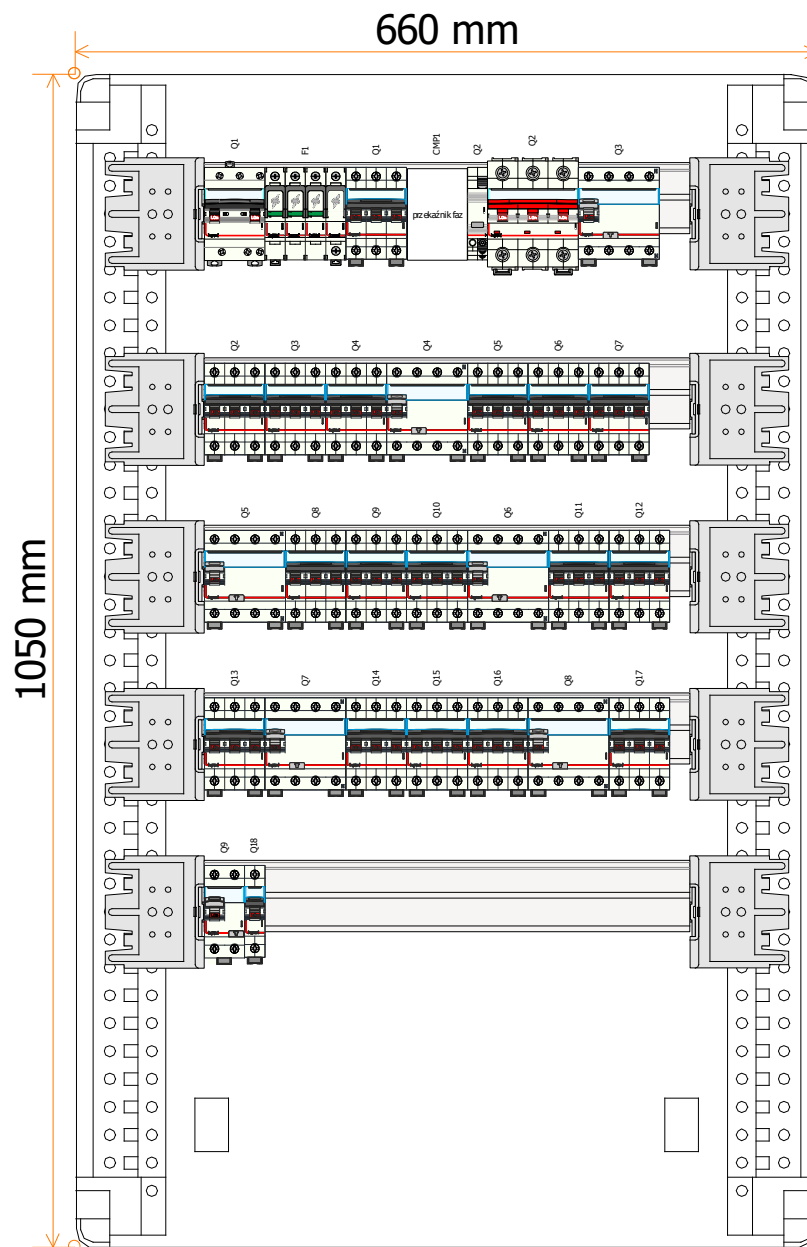 660 mm
1050 mm
Q1 F1 Q1 CMP1 Q2 Q2 Q3
przekaźnik faz
Q2 Q3 Q4 Q4 Q5 Q6 Q7
Q5 Q8 Q9 Q10 Q6 Q11 Q12
Q13 Q7 Q14 Q15 Q16 Q8 Q17
Q9 Q18